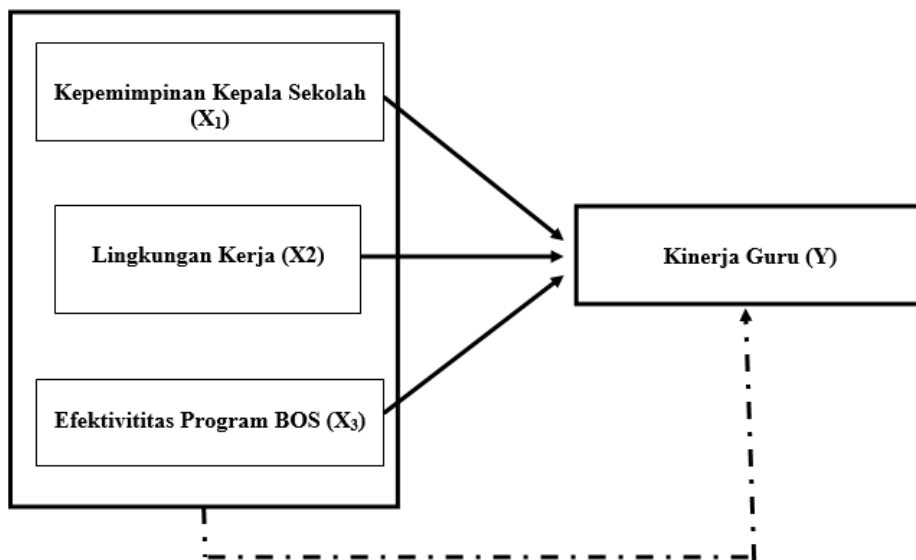 Kepemimpinan Kepala Sekolah
(X₁)
Lingkungan Kerja (X2)
Kinerja Guru (Y)
Efektivititas Program BOS (X₃)